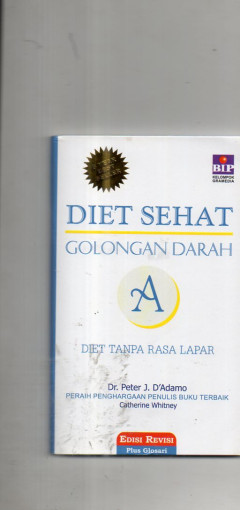 BIP
KELOMPOK
GRAMEDIA
DIET SEHAT
GOLONGAN DARAH
A
DIET TANPA RASA LAPAR
Dr. Peter J. D'Adamo
PERAIH PENGHARGAAN PENULIS BUKU TERBAIK
Catherine Whitney
EDISI REVISI
Plus Glosari